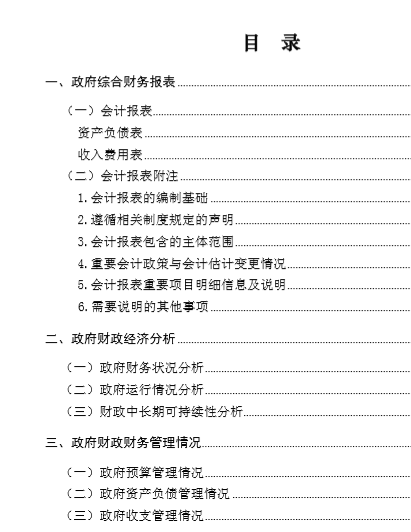 目 录
一、政府综合财务报表
（一）会计报表
资产负债表
收入费用表
（二）会计报表附注
1.会计报表的编制基础
2.遵循相关制度规定的声明
3.会计报表包含的主体范围
4.重要会计政策与会计估计变更情况
5.会计报表重要项目明细信息及说明
6.需要说明的其他事项
二、政府财政经济分析
（一）政府财务状况分析
（二）政府运行情况分析
（三）财政中长期可持续性分析
三、政府财政财务管理情况
（一）政府预算管理情况
（二）政府资产负债管理情况
（三）政府收支管理情况